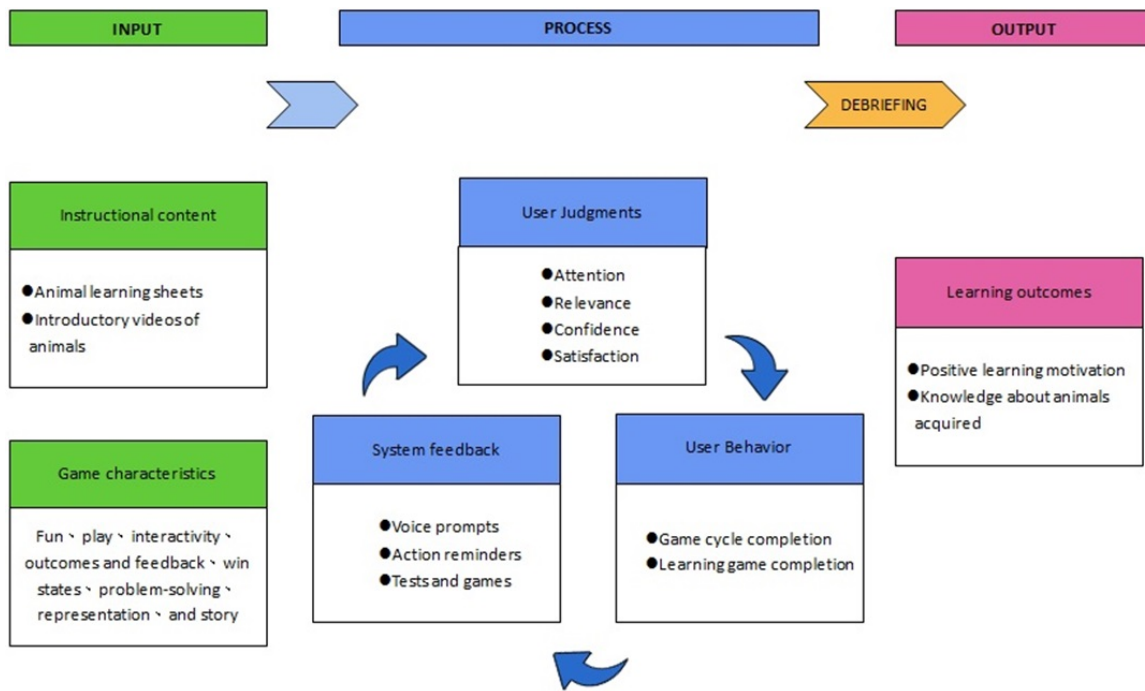 INPUT
PROCESS
OUTPUT
DEBRIEFING
Instructional content
●Animal learning sheets
●Introductory videos of
animals
Game characteristics
Fun、play、interactivity、
outcomes and feedback、win
states、problem-solving、
representation、and story
User Judgments
●Attention
●Relevance
●Confidence
●Satisfaction
System feedback
●Voice prompts
●Action reminders
●Tests and games
User Behavior
●Game cycle completion
●Learning game completion
Learning outcomes
●Positive learning motivation
●Knowledge about animals
acquired